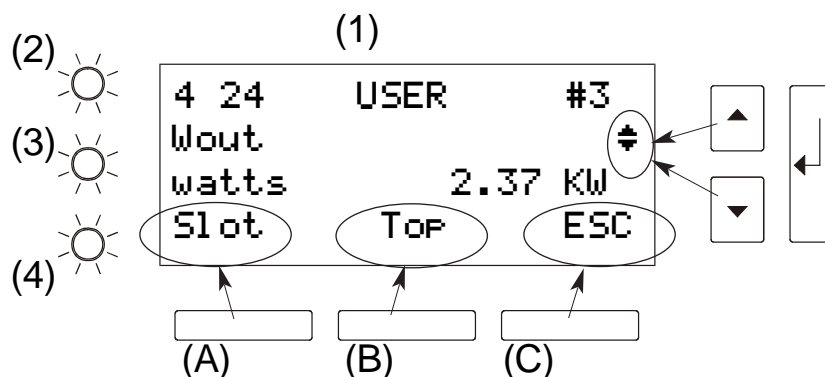 (1)
(2)
4 24 USER #3
(3)
Wout
watts 2.37 KW
Slot Top ESC
(4)
(A) (B) (C)